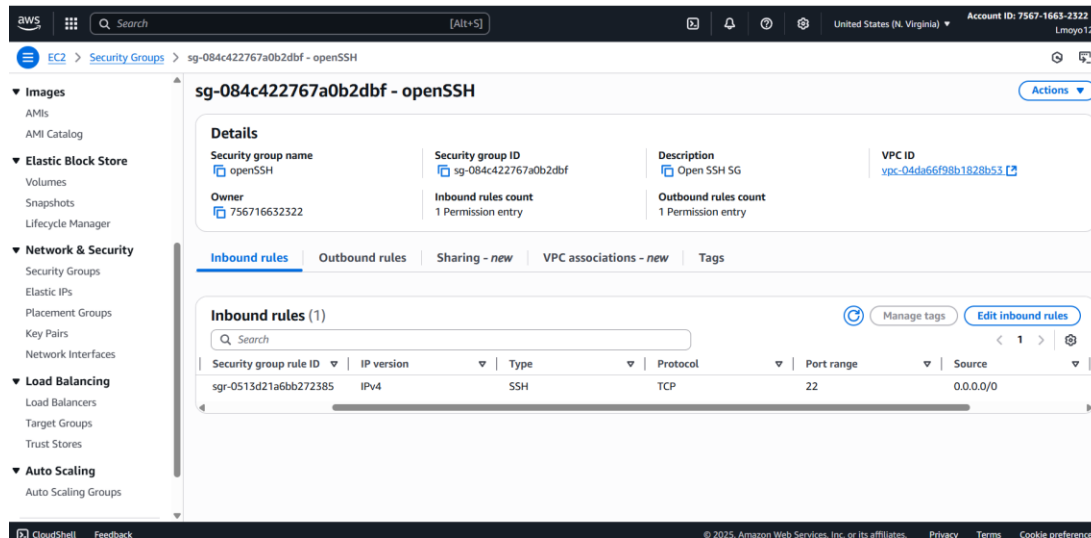 aws
Search
[Alt+S]
United States (N. Virginia)
Account ID: 7567-1663-2322
Lmoyo12
EC2 > Security Groups > sg-084c422767a0b2dbf - openSSH
Images
AMIs
AMI Catalog
Elastic Block Store
Volumes
Snapshots
Lifecycle Manager
Network & Security
Security Groups
Elastic IPs
Placement Groups
Key Pairs
Network Interfaces
Load Balancing
Load Balancers
Target Groups
Trust Stores
Auto Scaling
Auto Scaling Groups
sg-084c422767a0b2dbf - openSSH
Actions
Details
Security group name
openSSH
Security group ID
sg-084c422767a0b2dbf
Description
Open SSH SG
VPC ID
vpc-04da66f98b1828b53
Owner
756716632322
Inbound rules count
1 Permission entry
Outbound rules count
1 Permission entry
Inbound rules Outbound rules Sharing - new VPC associations - new Tags
Inbound rules (1)
Manage tags
Edit inbound rules
Search
< 1 >
Security group rule ID IP version Type Protocol Port range Source
sgr-0513d21a6bb272385 IPv4 SSH TCP 22 0.0.0.0/0
CloudShell Feedback
© 2025, Amazon Web Services, Inc. or its affiliates. Privacy Terms Cookie preference